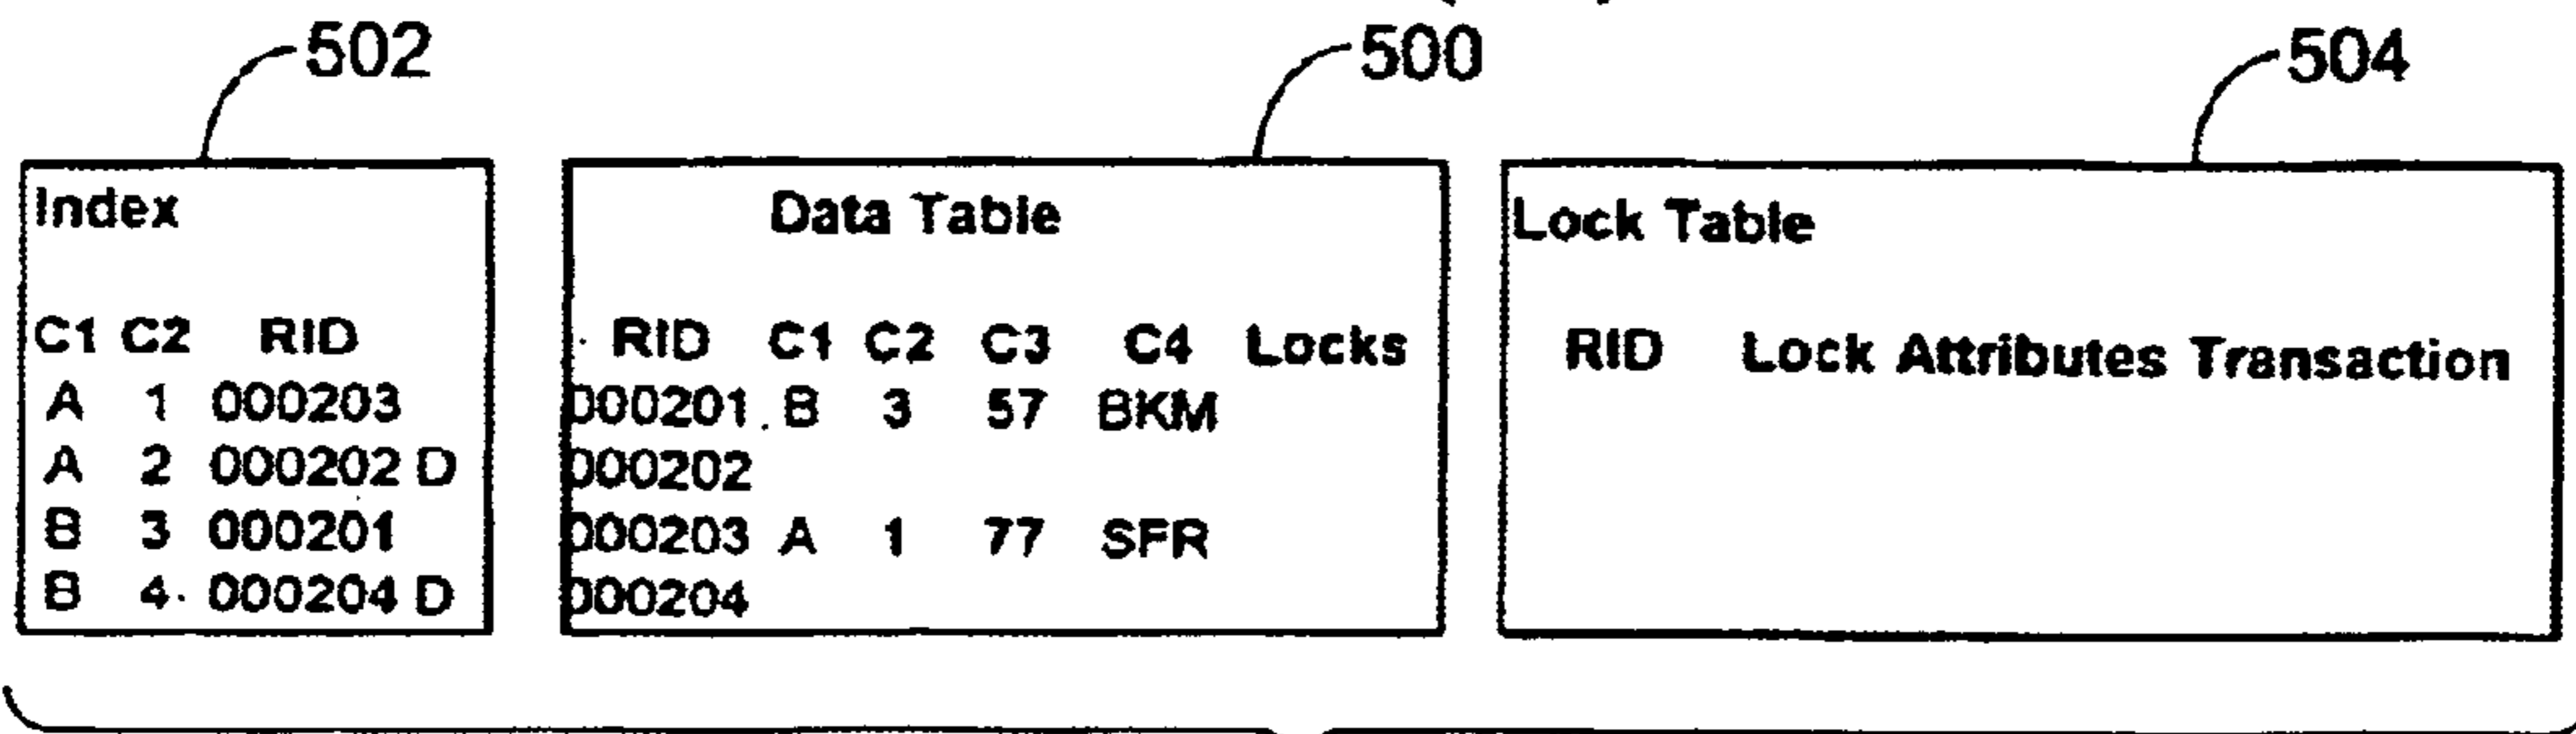 502
500
504
Index
C1 C2 RID
A 1 000203
A 2 000202 D
B 3 000201
B 4 000204 D
Data Table
RID C1 C2 C3 C4 Locks
000201 B 3 57 BKM
000202
000203 A 1 77 SFR
000204
Lock Table
RID Lock Attributes Transaction